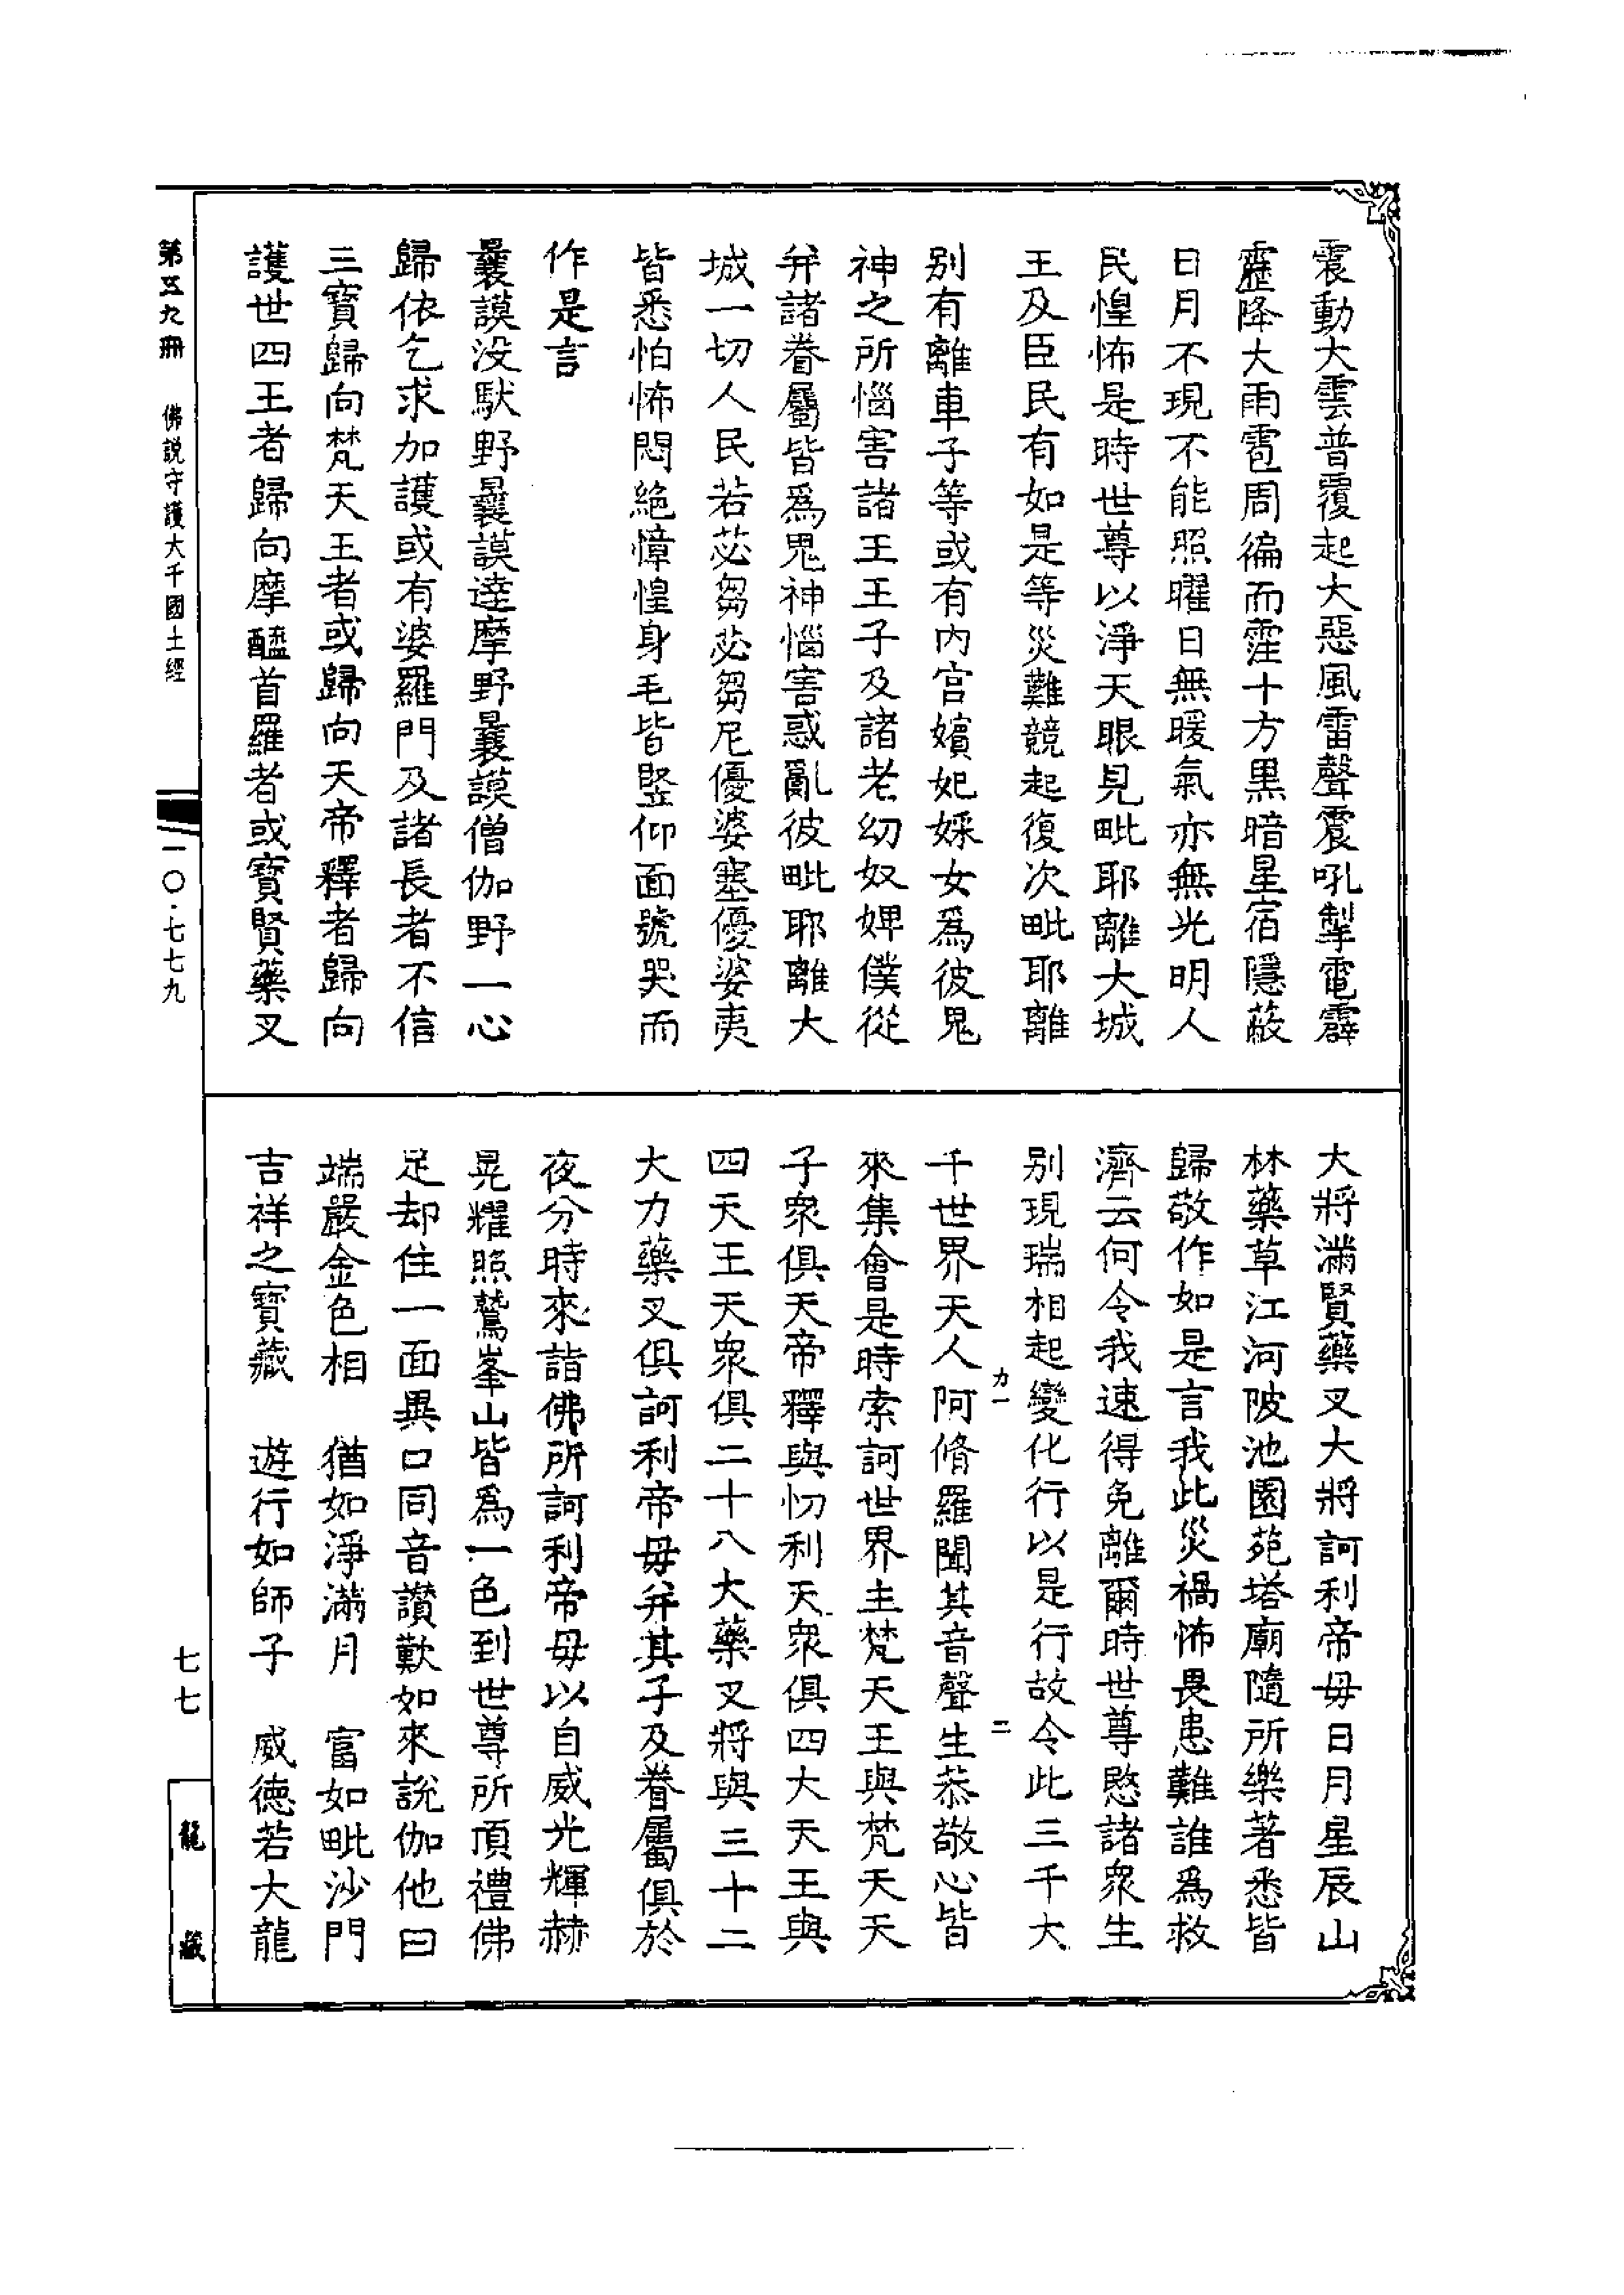 震動大雲普覆起大惡風雷聲震吼掣電霹
靂降大雨雹周徧而霔十方黑暗星宿隱蔽
日月不現不能照曜日無暖氣亦無光明人
民惶怖是時世尊以淨天眼見毗耶離大城
王及臣民有如是等災難競起復次毗耶離
別有離車子等或有內宮嬪妃婇女爲彼鬼
神之所惱害諸王王子及諸老幼奴婢僕從
幷諸眷屬皆爲鬼神惱害惑亂彼毗耶離大
城一切人民若苾芻苾芻尼優婆塞優婆夷
皆悉怕怖悶絕慞惶身毛皆竪仰面號哭而
作是言
曩謨没馱野曩謨達摩野曩謨僧伽野一心
歸依乞求加護或有婆羅門及諸長者不信
三寶歸向梵天王者或歸向天帝釋者歸向
護世四王者歸向摩醯首羅者或寶賢藥叉
大將滿賢藥叉大將訶利帝母日月星辰山
林藥草江河陂池園苑塔廟隨所樂著悉皆
歸敬作如是言我此災禍怖畏患難誰爲救
濟云何令我速得免離爾時世尊愍諸衆生
別現瑞相起變化行以是行故令此三千大
力一 二
千世界天人阿脩羅聞其音聲生恭敬心皆
來集會是時索訶世界主梵天王與梵天天
子衆俱天帝釋與忉利天衆俱四大天王與
四天王天衆俱二十八大藥叉將與三十二
大力藥叉俱訶利帝母幷其子及眷屬俱於
夜分時來詣佛所訶利帝母以自威光輝赫
晃耀照鷲峯山皆爲一色到世尊所頂禮佛
足却住一面異口同音讚歎如來說伽他曰
端嚴金色相 猶如淨滿月 富如毗沙門
吉祥之寶藏 遊行如師子 威德若大龍
第五九册 佛説守護大千國土經
一〇·七七九
七七
龍藏